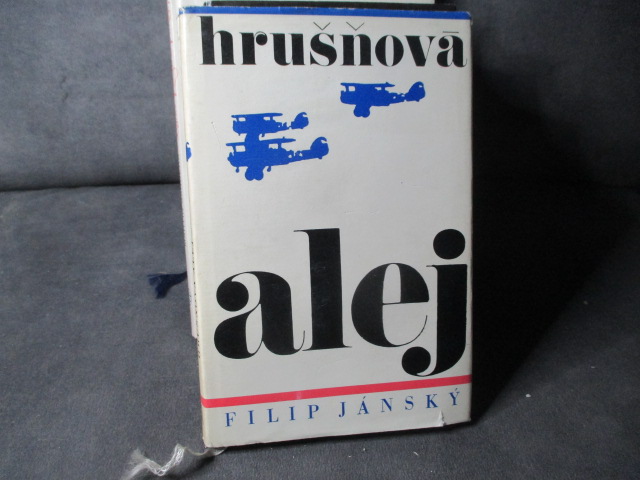 hrušňová
alej
FILIP JÁNSKÝ